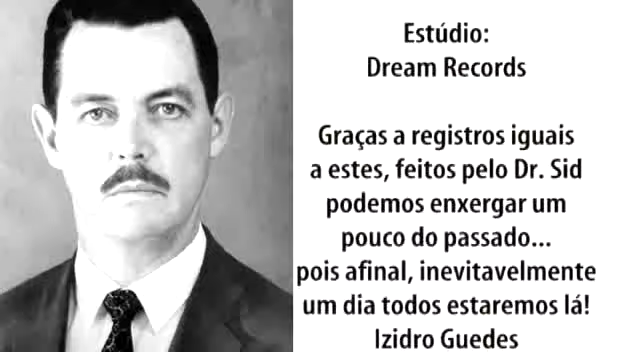 Estúdio:
Dream Records
Graças a registros iguais
a estes, feitos pelo Dr. Sid
podemos enxergar um
pouco do passado...
pois afinal, inevitavelmente
um dia todos estaremos lá!
Izidro Guedes